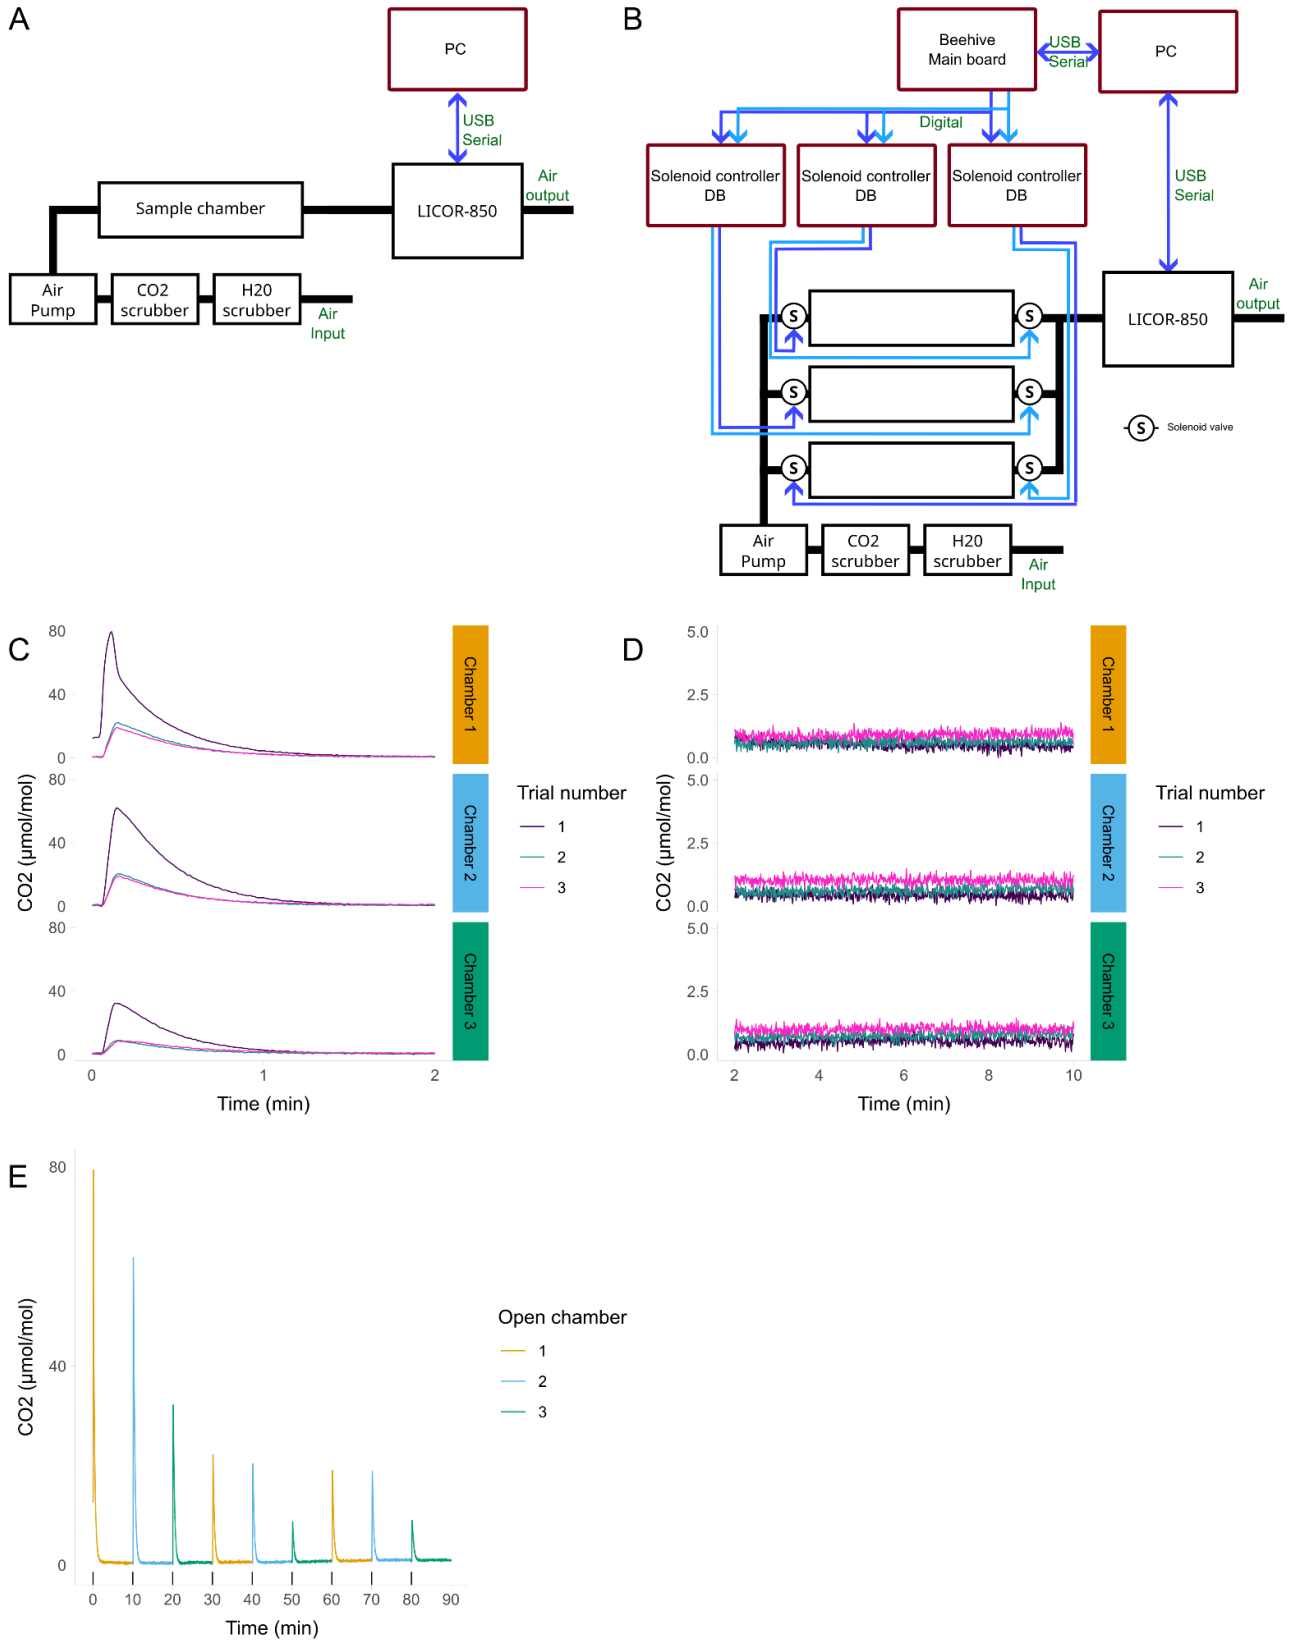 A
PC
USB
Serial
Air
output
Sample chamber
LICOR-850
Air
Pump
CO2
scrubber
H20
scrubber
Air
Input
B
Beehive
Main board
USB
Serial
PC
Digital
Solenoid controller
DB
Solenoid controller
DB
Solenoid controller
DB
USB
Serial
Air
output
S
S
LICOR-850
S
S
S
Solenoid valve
S
S
Air
Pump
CO2
scrubber
H20
scrubber
Air
Input
C
CO2 (µmol/mol)
80
40
0
Chamber 1
80
40
0
Chamber 2
80
40
0
Chamber 3
0
1
2
Time (min)
Trial number
1
2
3
D
CO2 (µmol/mol)
5.0
2.5
0.0
Chamber 1
5.0
2.5
0.0
Chamber 2
5.0
2.5
0.0
Chamber 3
2
4
6
8
10
Time (min)
Trial number
1
2
3
E
CO2 (µmol/mol)
80
40
0
0
10
20
30
40
50
60
70
80
90
Time (min)
Open chamber
1
2
3